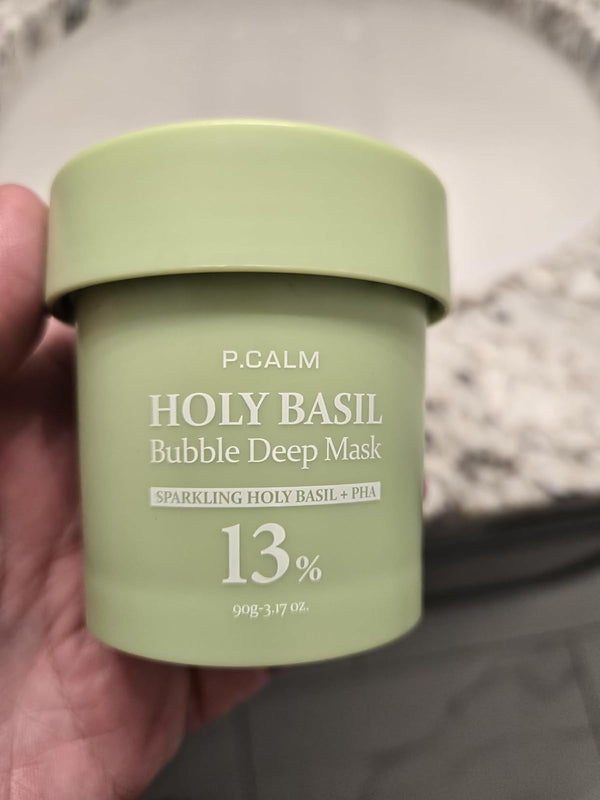 P.CALM
HOLY BASIL
Bubble Deep Mask
SPARKLING HOLY BASIL + PHA
13%
90g-3.17 oz.